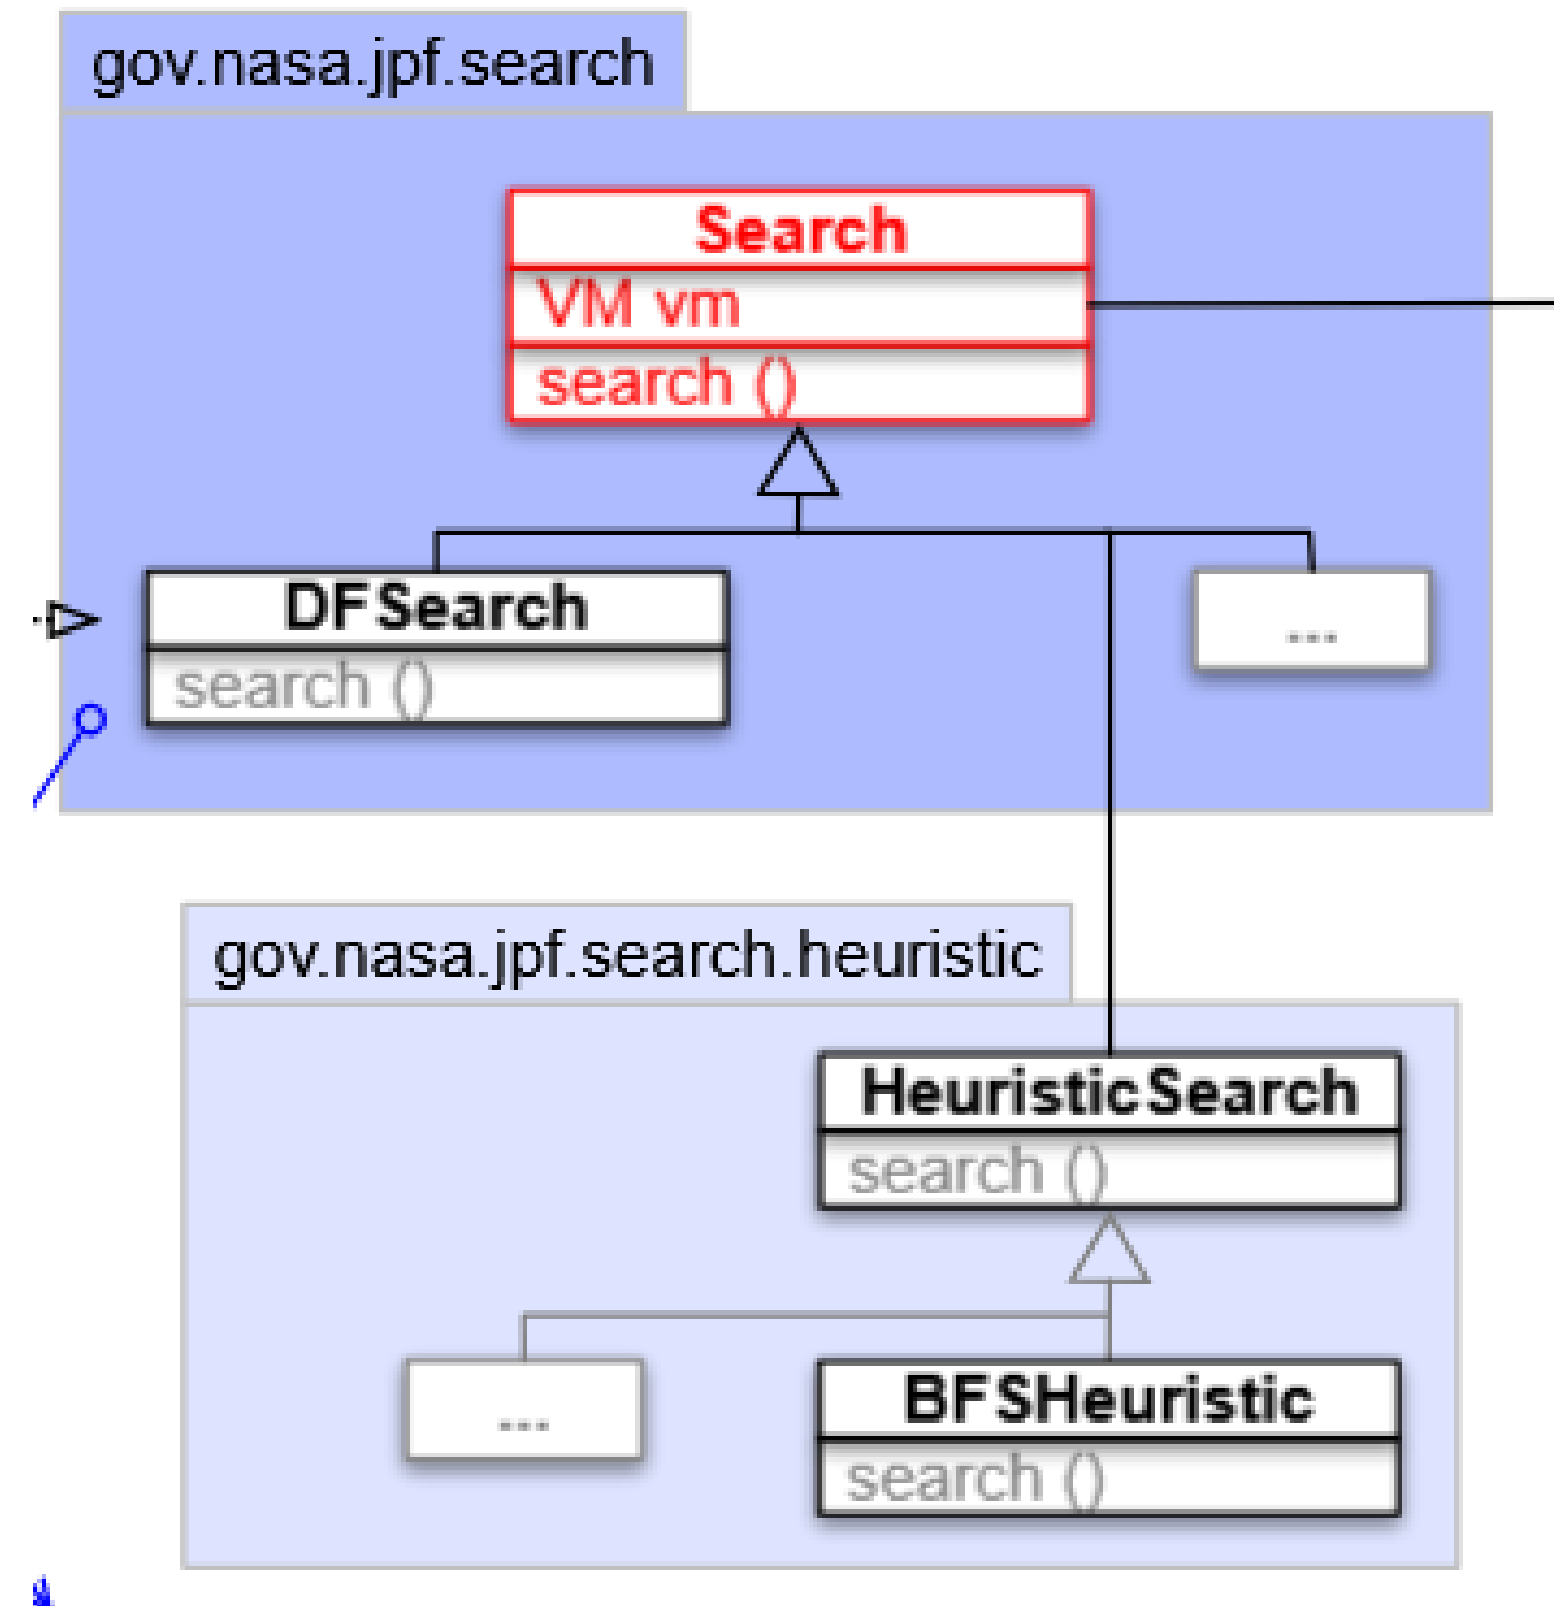 gov.nasa.jpf.search
Search
VM vm
search ()
DFSearch
search ()
...
gov.nasa.jpf.search.heuristic
HeuristicSearch
search ()
...
BFSHeuristic
search ()